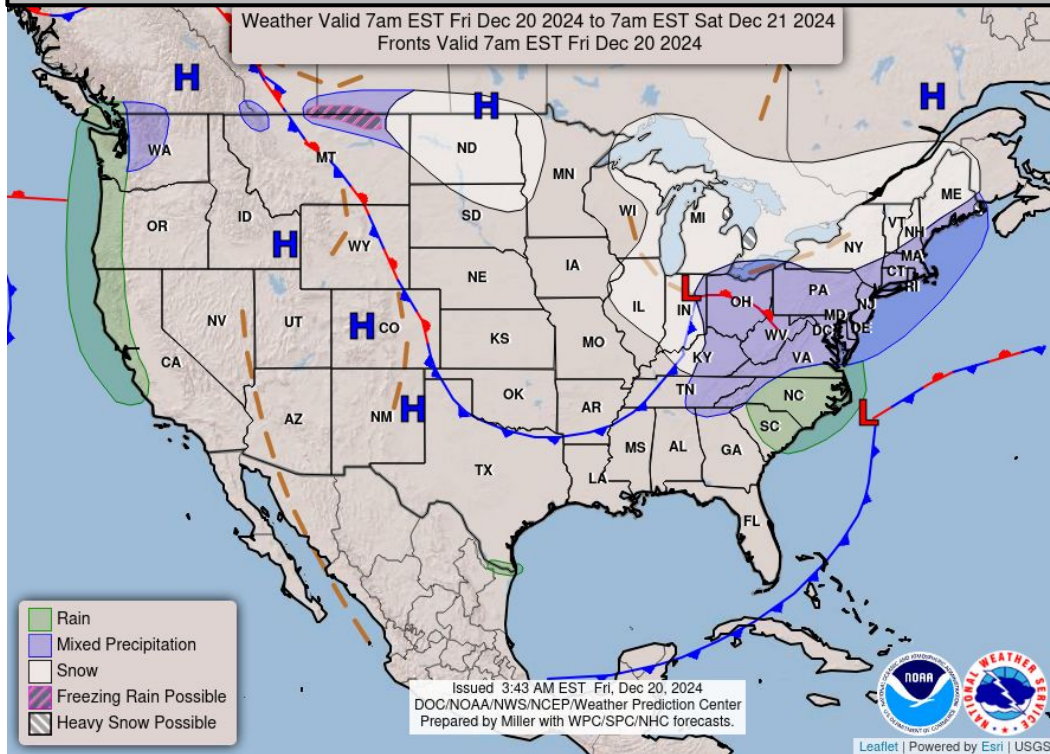 Weather Valid 7am EST Fri Dec 20 2024 to 7am EST Sat Dec 21 2024
Fronts Valid 7am EST Fri Dec 20 2024
H
H
H
WA
MT
ND
MN
ME
VT
NH
OR
ID
H
WY
SD
WI
MI
NY
MA
CT
RI
NE
IA
L
OH
PA
NJ
NV
UT
H
CO
KS
MO
IL
IN
WV
MD
DC
DE
VA
KY
CA
AZ
NM
H
OK
AR
TN
NC
L
SC
TX
LA
MS
AL
GA
FL
Rain
Mixed Precipitation
Snow
Freezing Rain Possible
Heavy Snow Possible
Issued 3:43 AM EST Fri, Dec 20, 2024
DOC/NOAA/NWS/NCEP/Weather Prediction Center
Prepared by Miller with WPC/SPC/NHC forecasts.
NOAA
NATIONAL WEATHER SERVICE
Leaflet | Powered by Esri | USGS